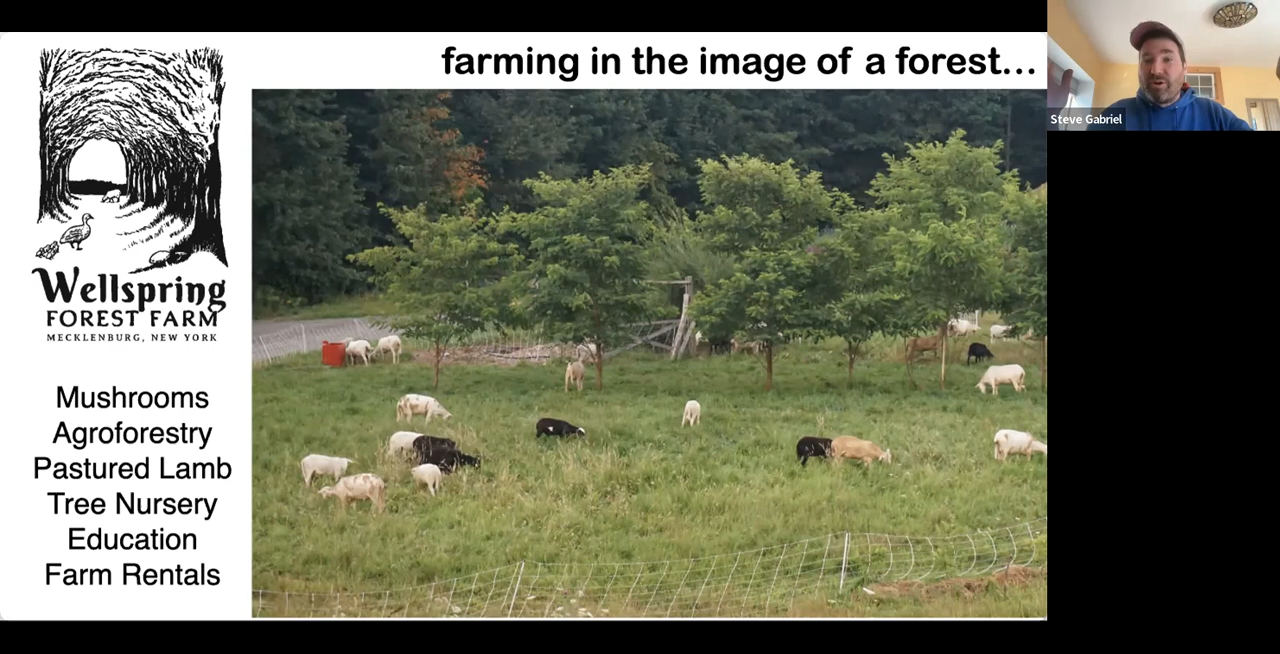 farming in the image of a forest...
Steve Gabriel
Wellspring
FOREST FARM
MECKLENBURG, NEW YORK
Mushrooms
Agroforestry
Pastured Lamb
Tree Nursery
Education
Farm Rentals